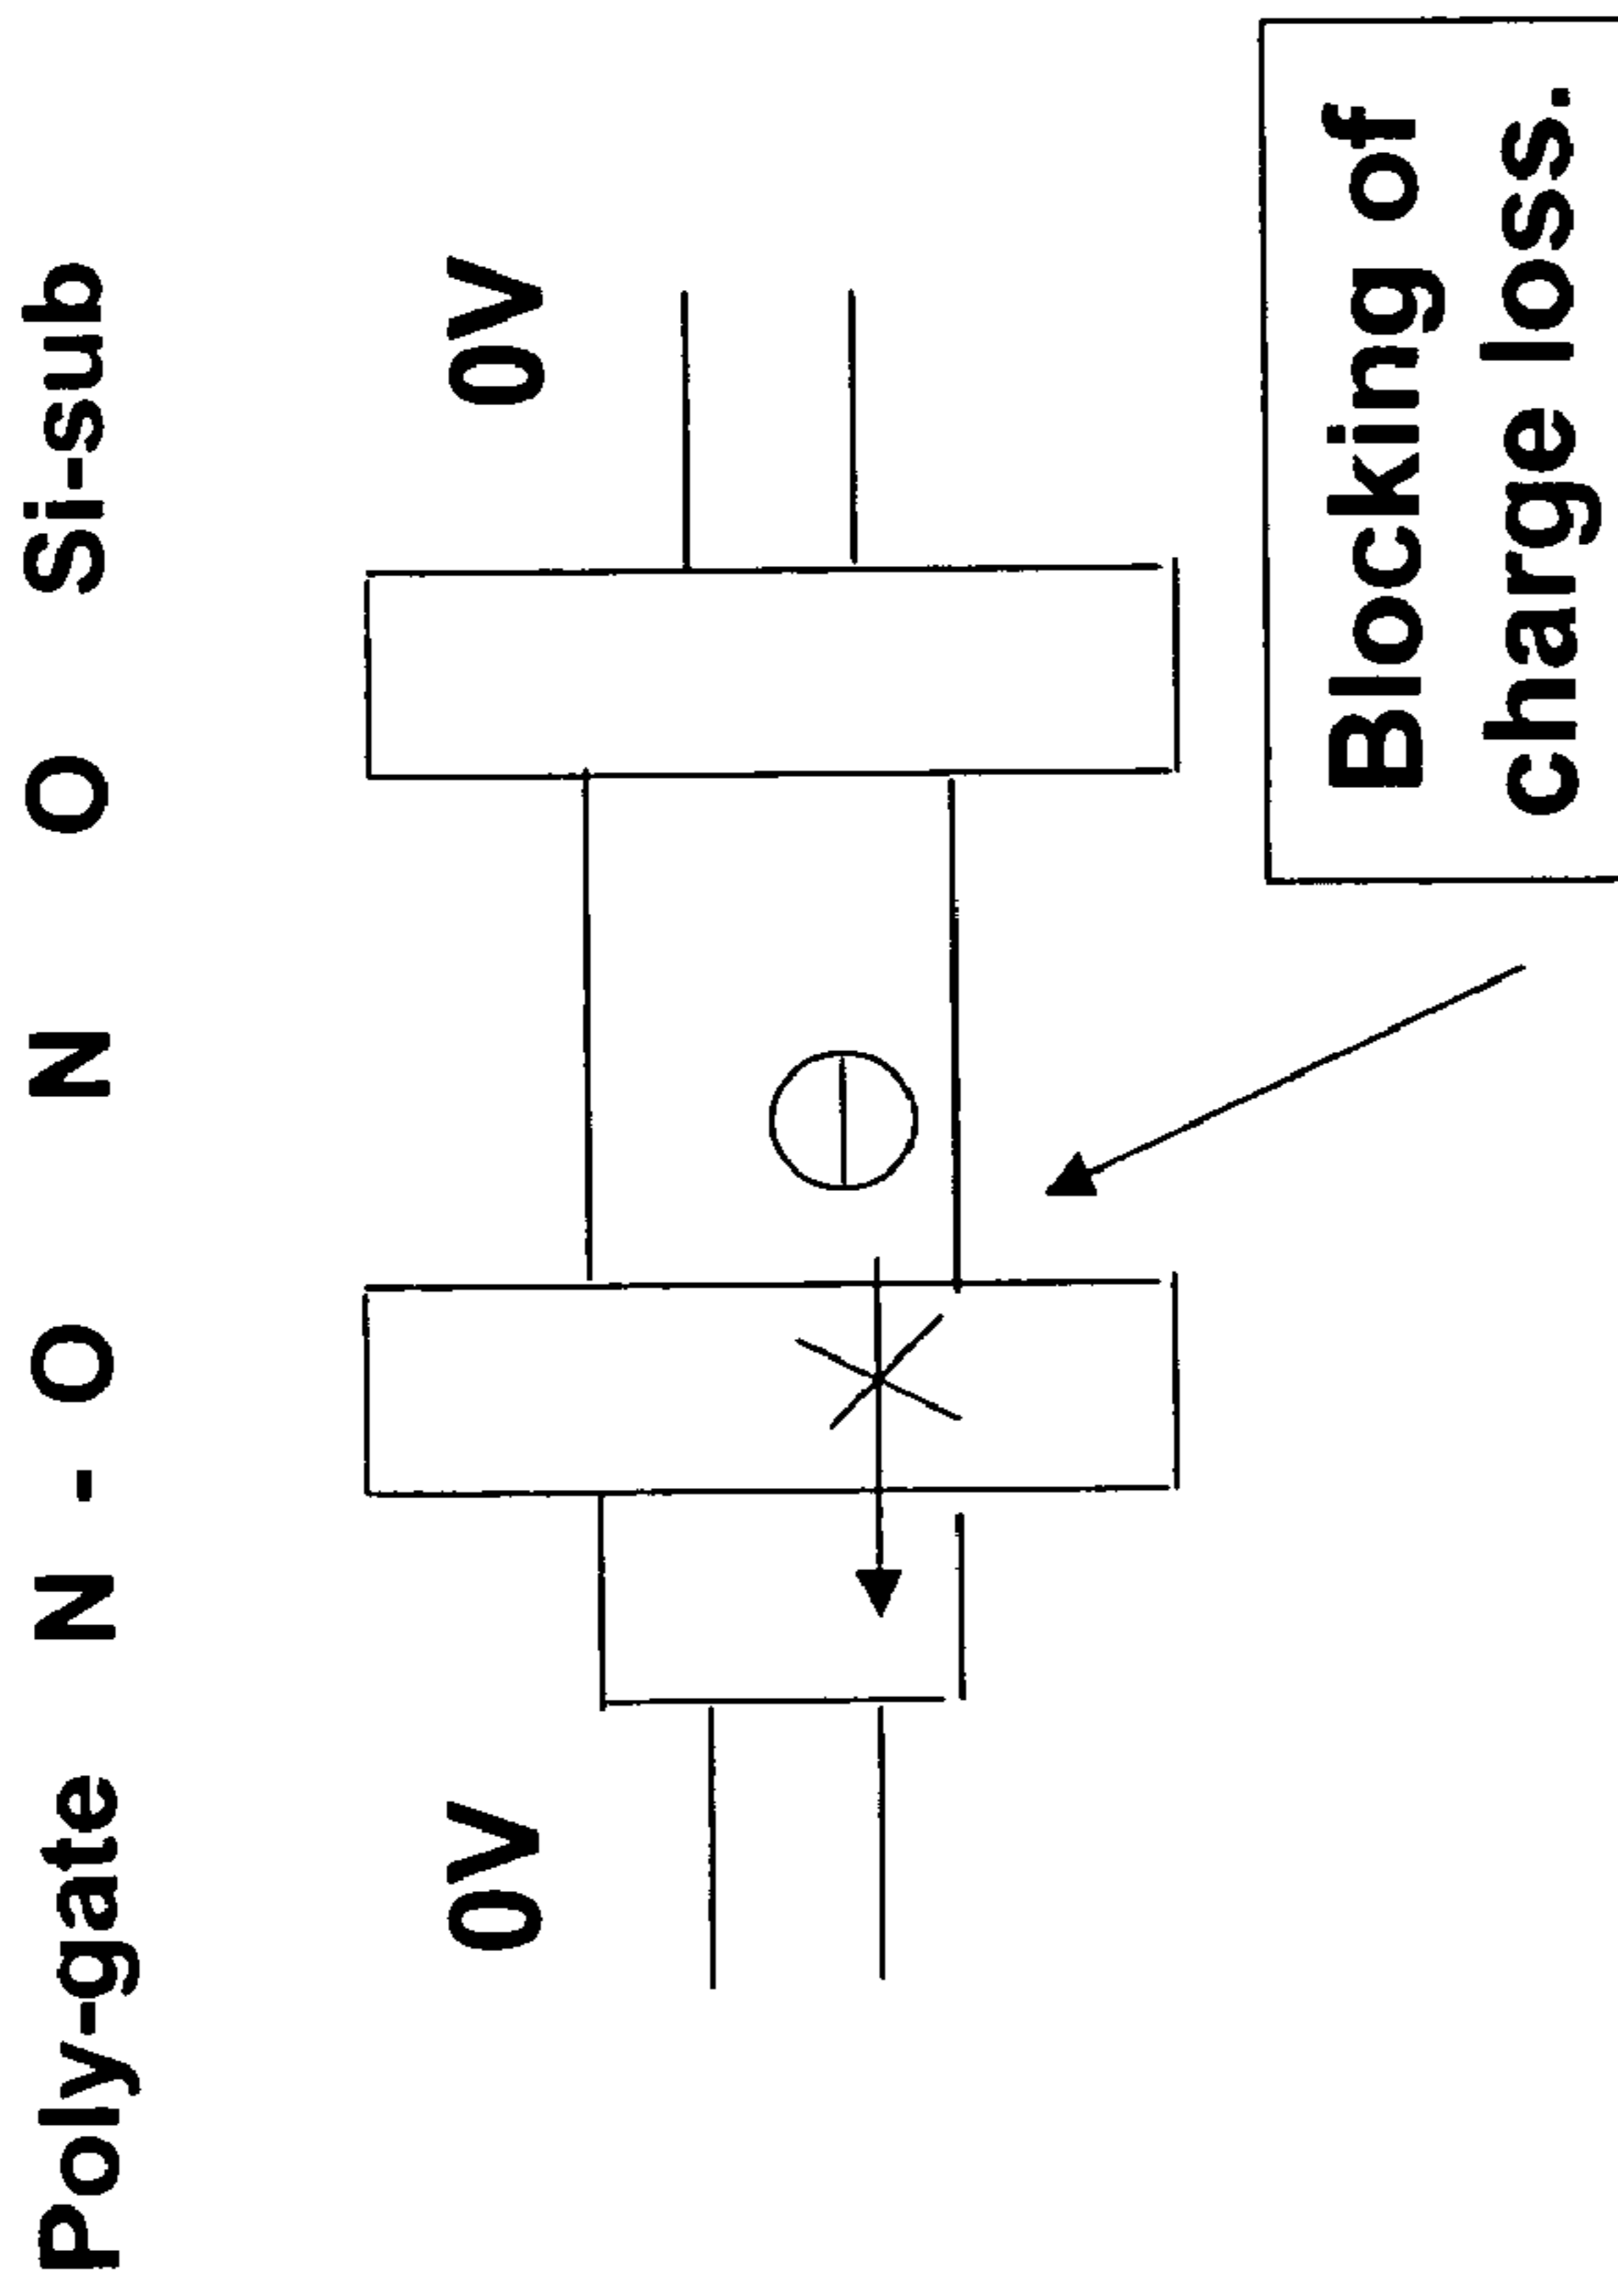 Poly-gate N - O N O Si-sub
0V 0V
Blocking of
charge loss.